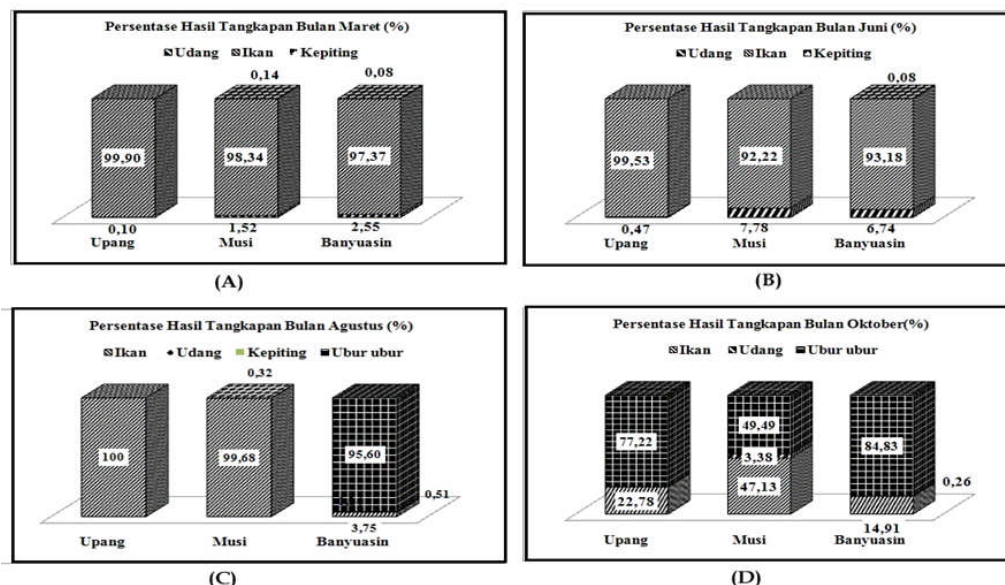 Persentase Hasil Tangkapan Bulan Maret (%)
Udang Ikan Kepiting
0,14 0,08
99,90 98,34 97,37
0,10 1,52 2,55
Upang Musi Banyuasin
(A)
Persentase Hasil Tangkapan Bulan Juni (%)
Udang Ikan Kepiting
0,08
99,53 92,22 93,18
0,47 7,78 6,74
Upang Musi Banyuasin
(B)
Persentase Hasil Tangkapan Bulan Agustus (%)
Ikan Udang Kepiting Ubur ubur
0,32
100 99,68 95,60
0,51
3,75
Upang Musi Banyuasin
(C)
Persentase Hasil Tangkapan Bulan Oktober(%)
Ikan Udang Ubur ubur
77,22 49,49 84,83
3,38
0,26
22,78 47,13
14,91
Upang Musi Banyuasin
(D)